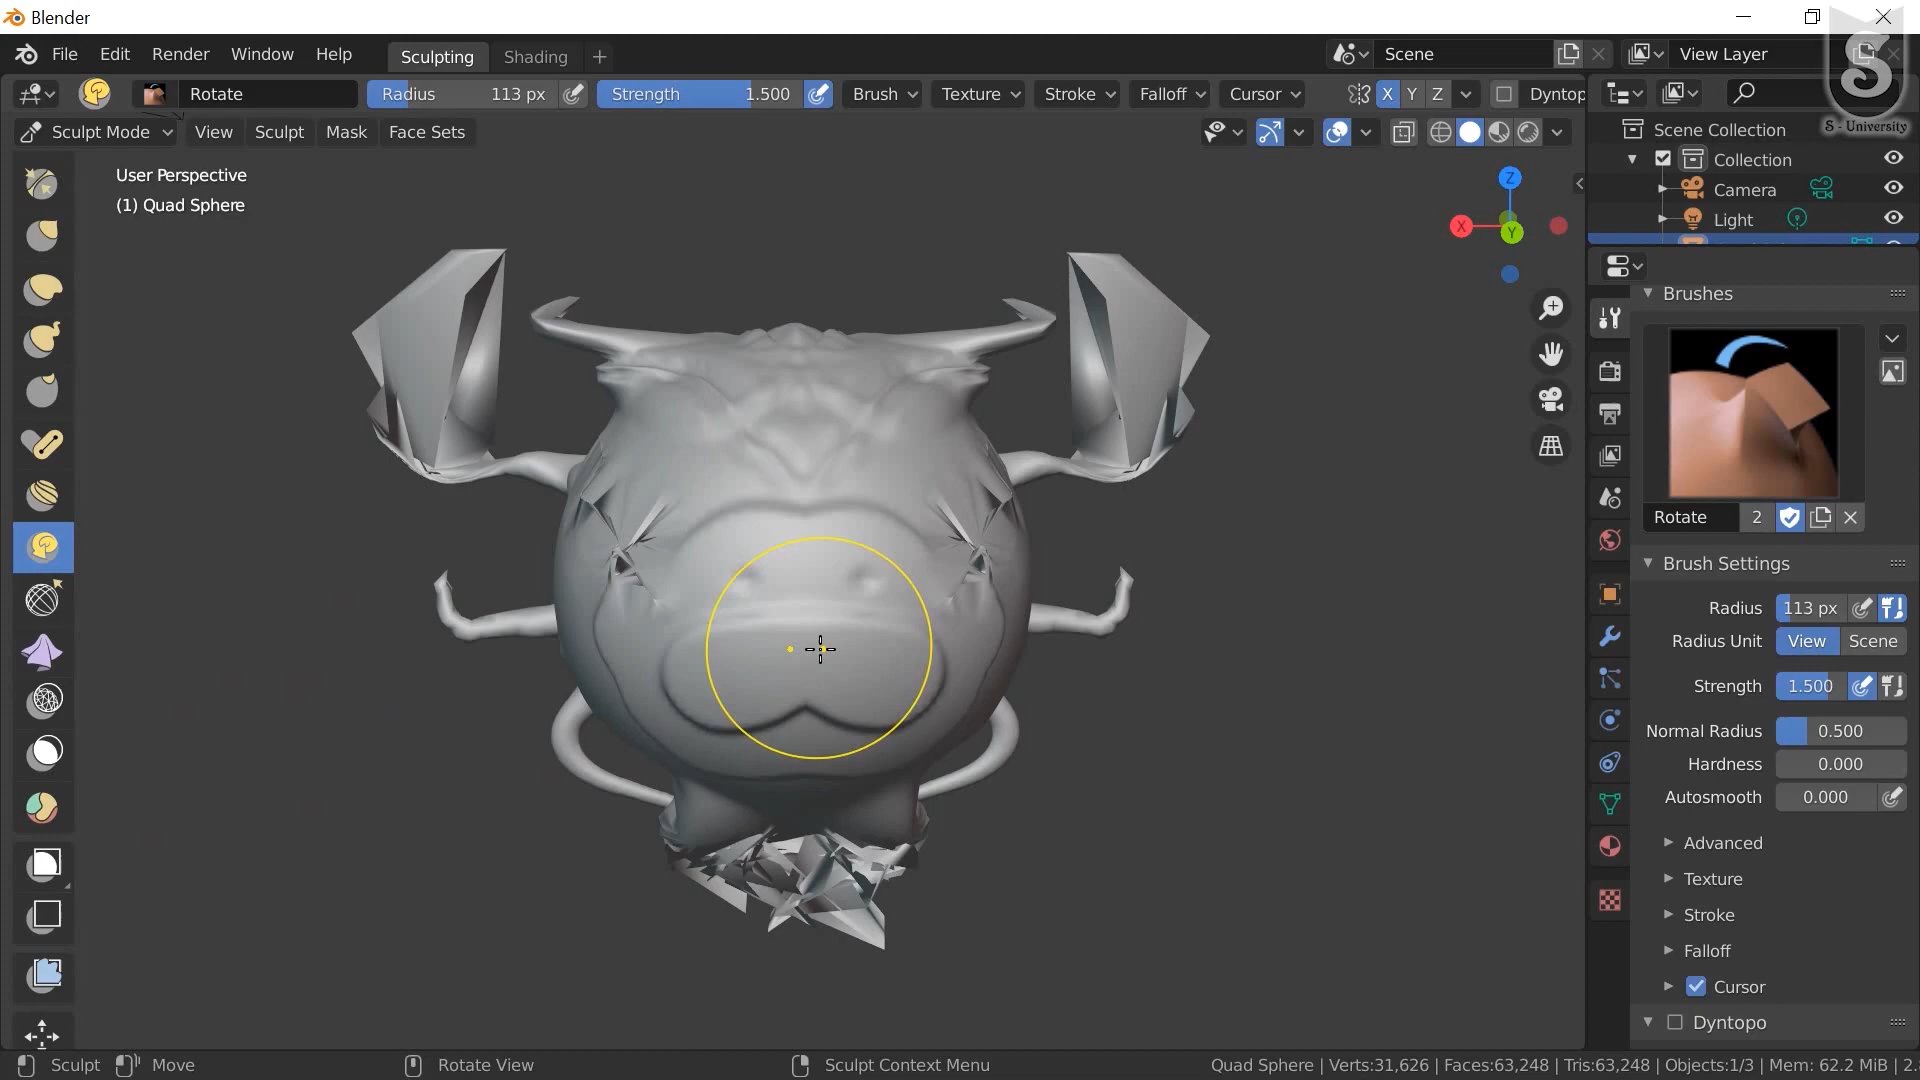 Blender
File Edit Render Window Help Sculpting Shading Scene View Layer
Rotate Radius 113 px Strength 1.500 Brush Texture Stroke Falloff Cursor X Y Z Dyntop
S - University
Sculpt Mode View Sculpt Mask Face Sets
Scene Collection
Collection
Camera
Light
User Perspective
(1) Quad Sphere
Z
X
Y
Brushes
Rotate 2
Brush Settings
Radius 113 px
Radius Unit View Scene
Strength 1.500
Normal Radius 0.500
Hardness 0.000
Autosmooth 0.000
Advanced
Texture
Stroke
Falloff
Cursor
Dyntopo
Sculpt Move Rotate View Sculpt Context Menu Quad Sphere | Verts:31,626 | Faces:63,248 | Tris:63,248 | Objects:1/3 | Mem: 62.2 MiB | 2.